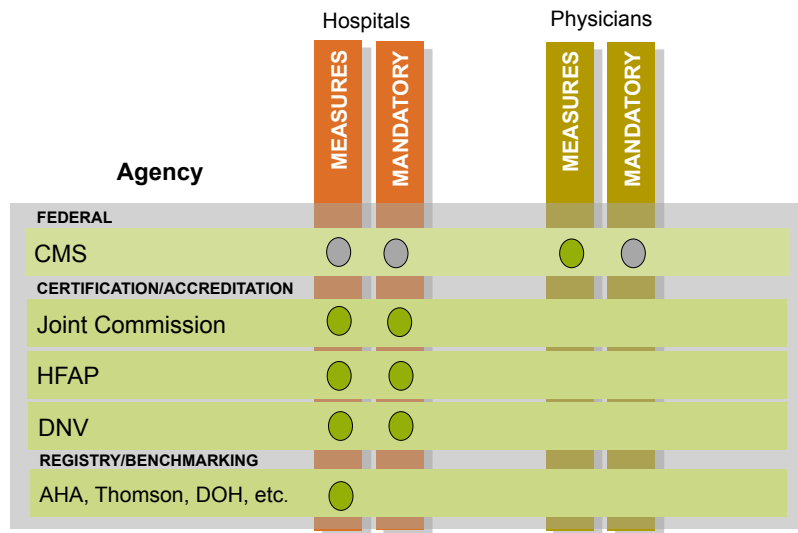 Hospitals
Physicians
MEASURES
MANDATORY
MEASURES
MANDATORY
Agency
FEDERAL
CMS
CERTIFICATION/ACCREDITATION
Joint Commission
HFAP
DNV
REGISTRY/BENCHMARKING
AHA, Thomson, DOH, etc.